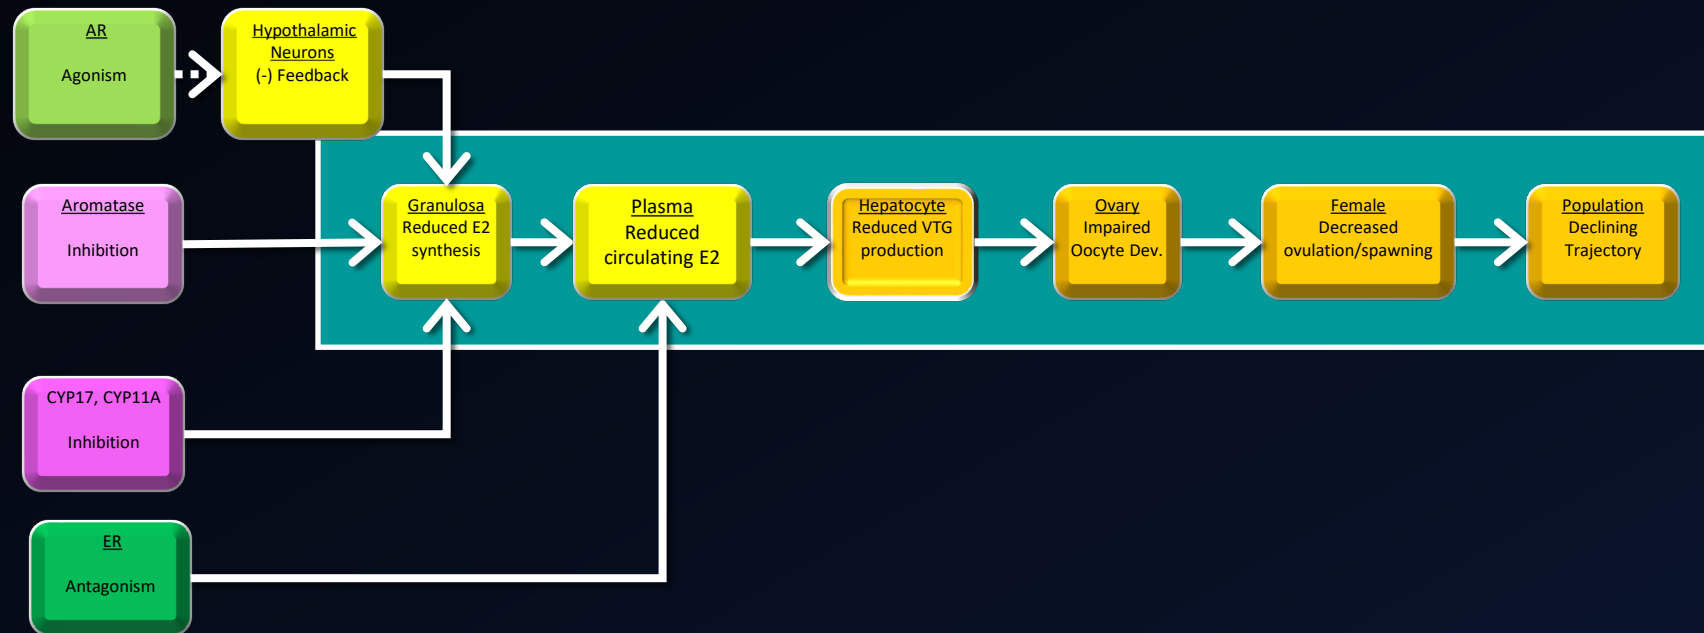 AR
Agonism
Hypothalamic
Neurons
(-) Feedback
Aromatase
Inhibition
Granulosa
Reduced E2
synthesis
Plasma
Reduced
circulating E2
Hepatocyte
Reduced VTG
production
Ovary
Impaired
Oocyte Dev.
Female
Decreased
ovulation/spawning
Population
Declining
Trajectory
CYP17, CYP11A
Inhibition
ER
Antagonism